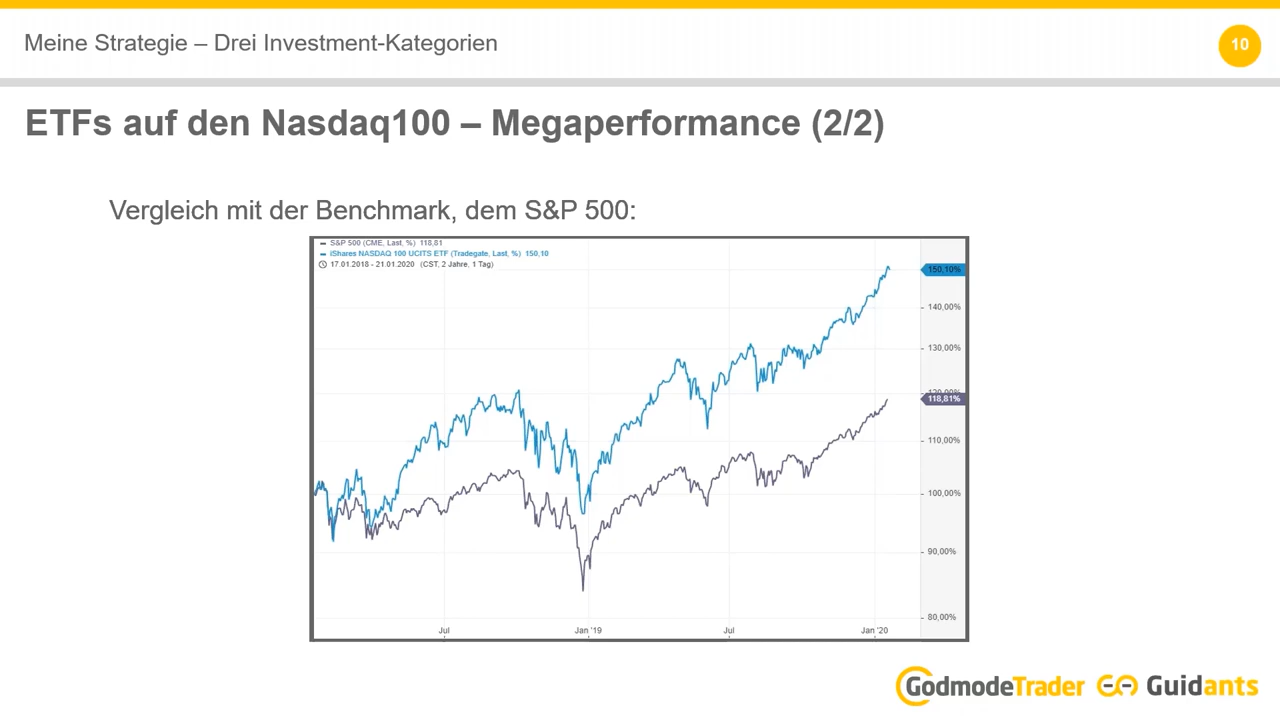 Meine Strategie – Drei Investment-Kategorien
10
ETFs auf den Nasdaq100 – Megaperformance (2/2)
Vergleich mit der Benchmark, dem S&P 500:
S&P 500 (CME, Last, %) 118,81
iShares NASDAQ 100 UCITS ETF (Tradegate, Last, %) 150,10
17.01.2018 - 21.01.2020 (CST, 2 Jahre, 1 Tag)
150,10%
140,00%
130,00%
120,00%
118,81%
110,00%
100,00%
90,00%
80,00%
Jul
Jan '19
Jul
Jan '20
GodmodeTrader
Guidants